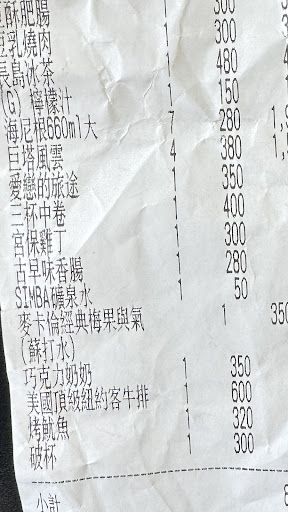 酥肥腸 1 300
豆乳燒肉 1 300
長島冰茶 1 480
(G) 檸檬汁 1 150
海尼根660ml大 7 280 1,9
巨塔風雲 4 380 1,5
愛戀的旅途 1 350
三杯中卷 1 400
宮保雞丁 1 300
古早味香腸 1 280
SIMBA礦泉水 1 50
麥卡倫經典梅果與氣 1 350
(蘇打水)
巧克力奶奶 1 350
美國頂級紐約客牛排 1 600
烤魷魚 1 320
破杯 1 300
小計 8